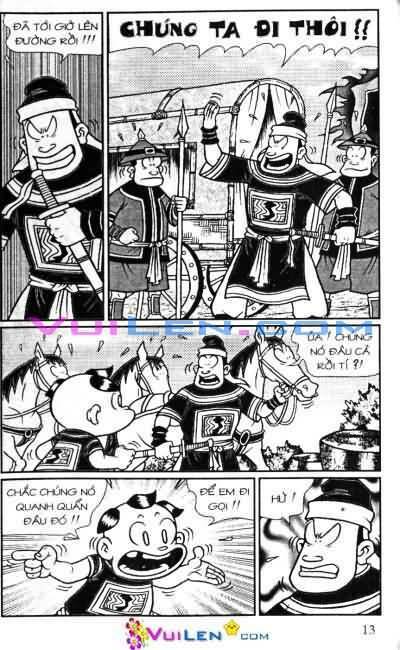 ĐÃ TỚI GIỜ LÊN
ĐƯỜNG RỒI !!!
CHÚNG TA ĐI THÔI !!
ỦA ! CHÚNG
NÓ ĐÂU CẢ
RỒI TÍ ?!
VUILEN.COM
CHẮC CHÚNG NÓ
QUANH QUẨN
ĐÂU ĐÓ !!
ĐỂ EM ĐI
GỌI !!
HỪ !
13
VUILEN.COM